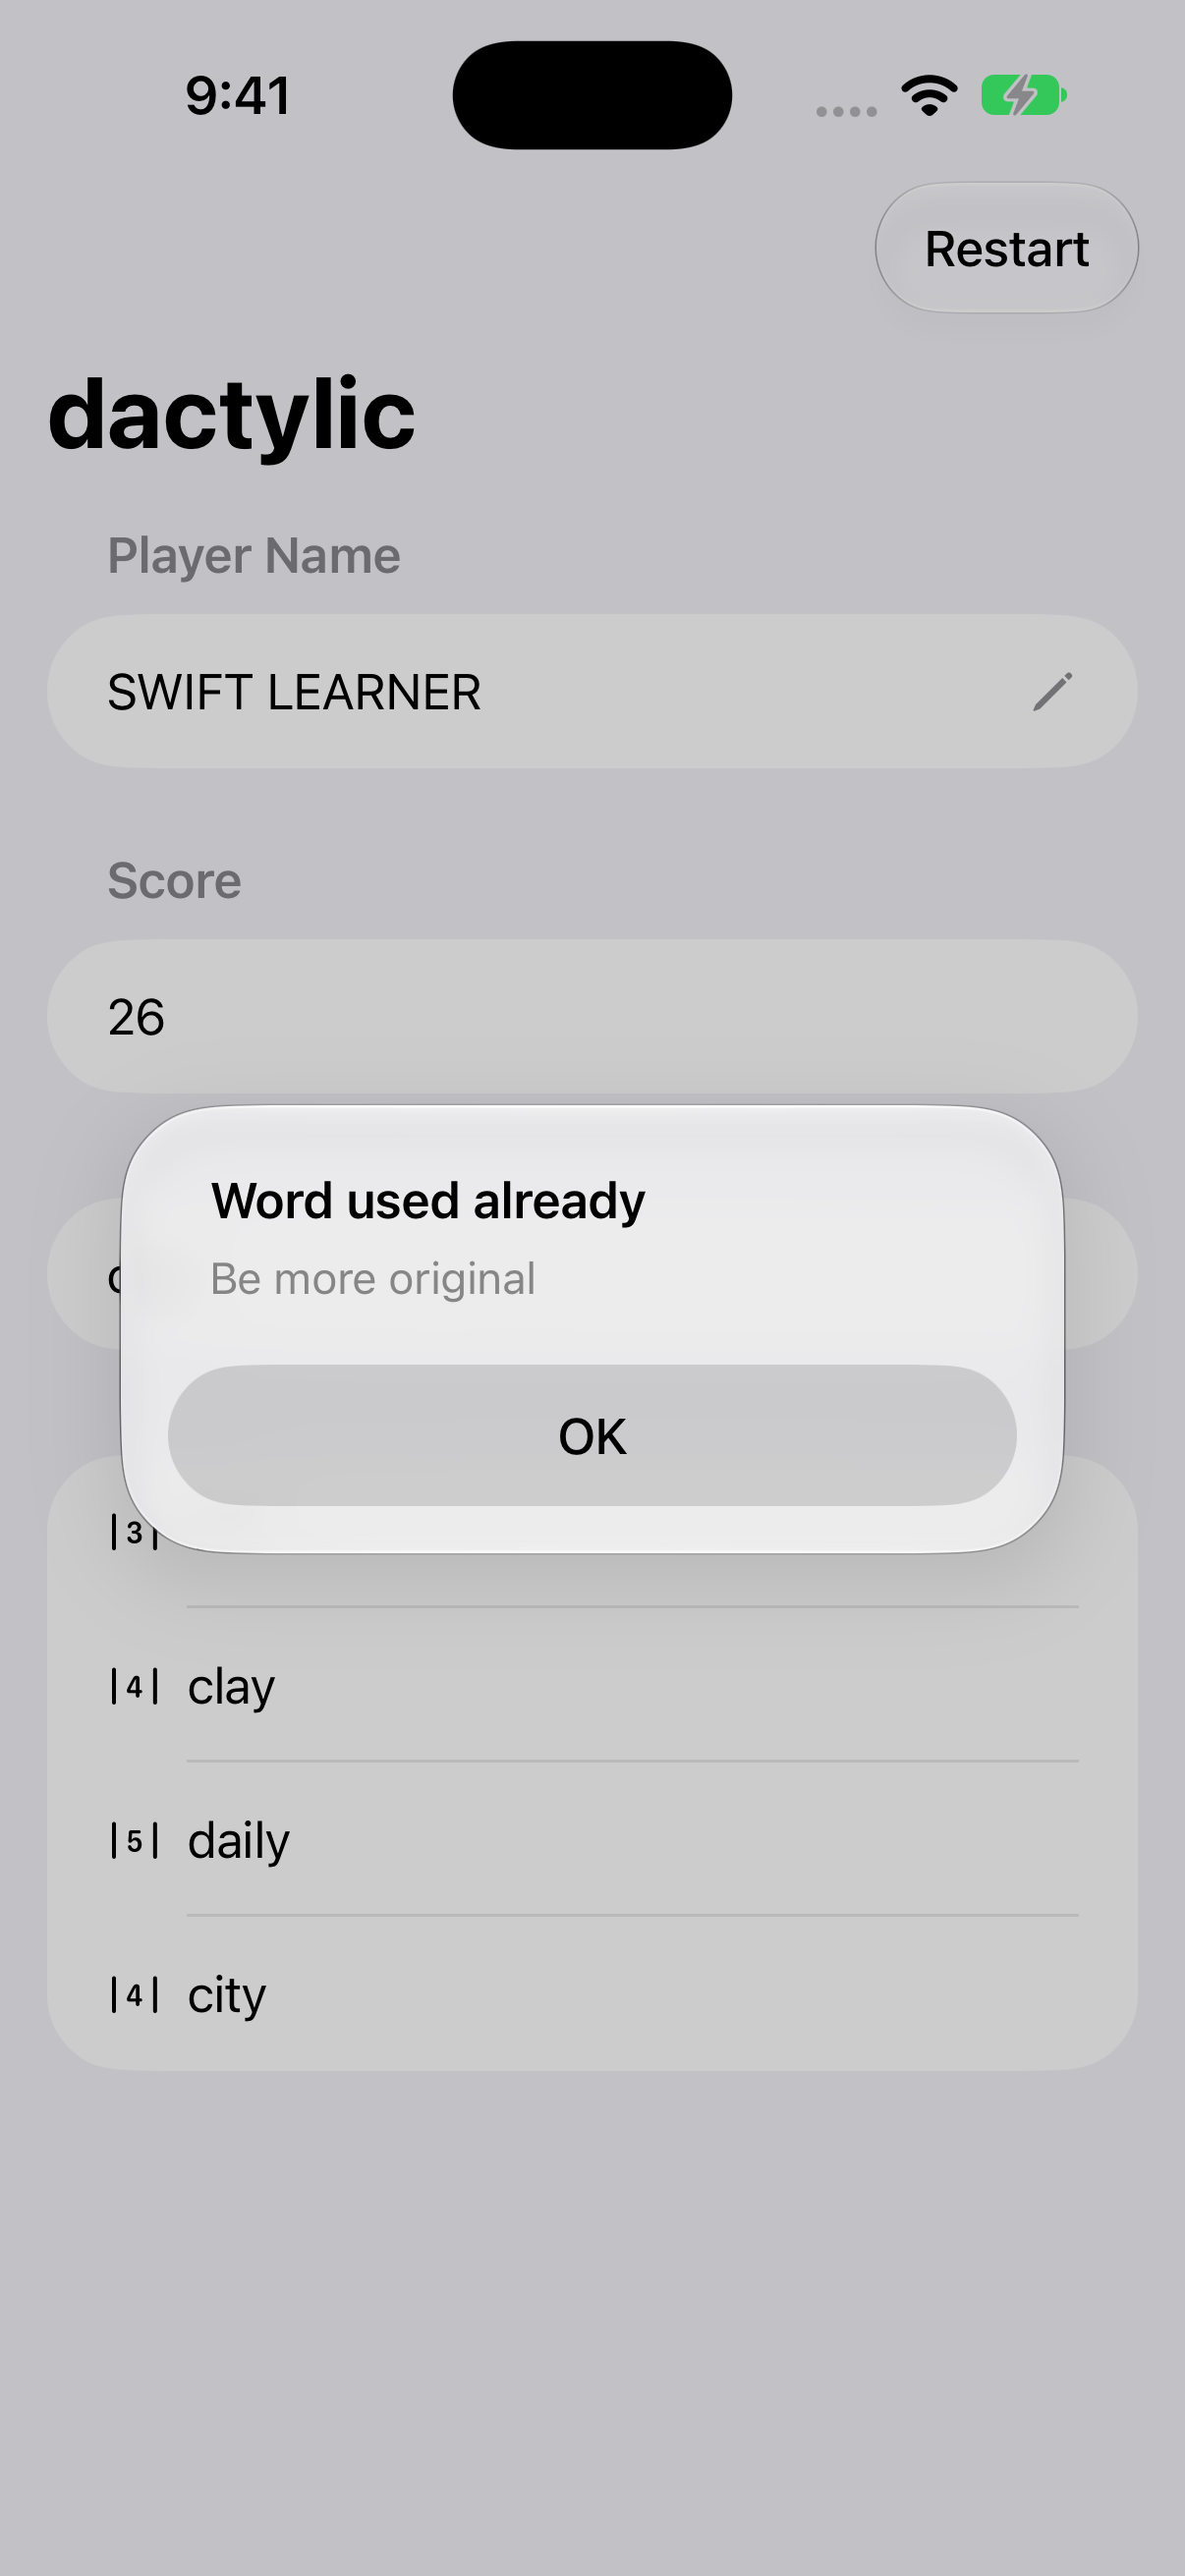 9:41
Restart
dactylic
Player Name
SWIFT LEARNER
Score
26
Word used already
Be more original
OK
3
4 clay
5 daily
4 city